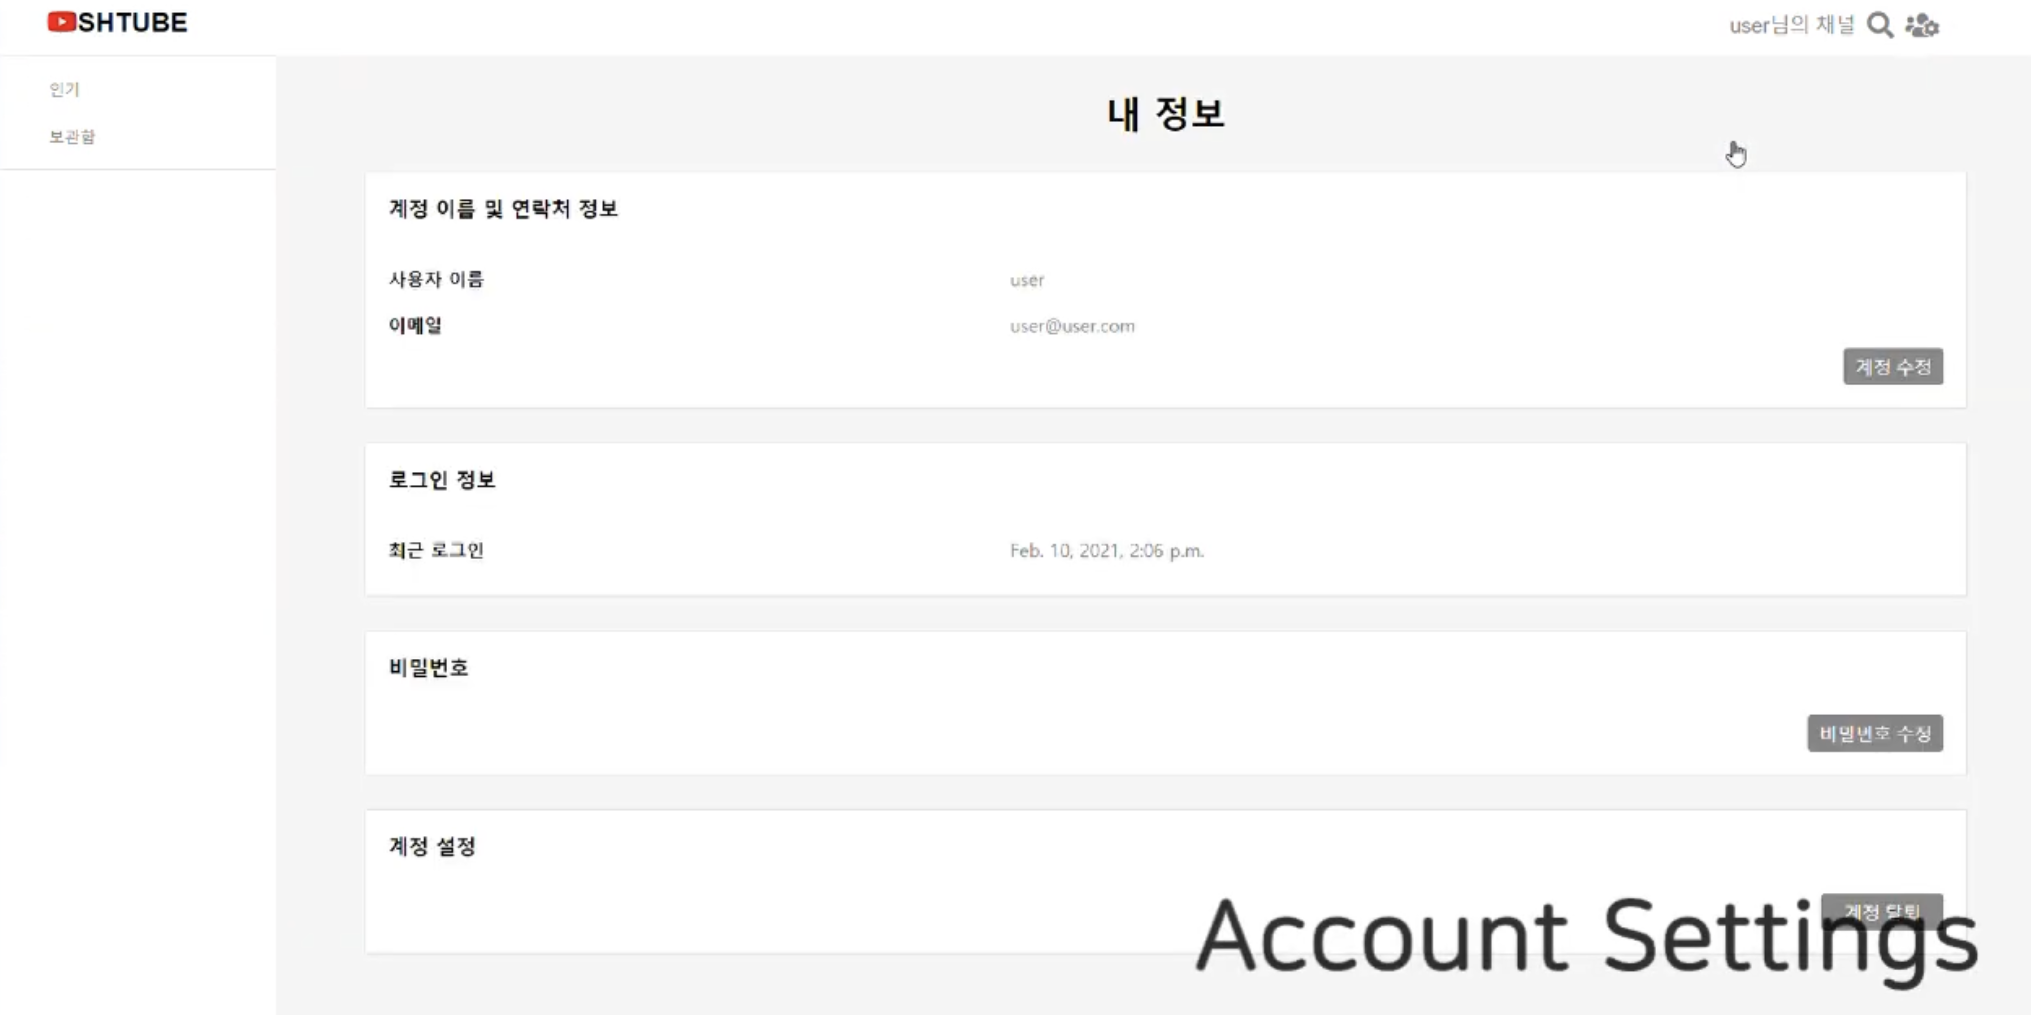 SHTUBE
user님의 채널
인기
보관함
내 정보
계정 이름 및 연락처 정보
사용자 이름 user
이메일 user@user.com
계정 수정
로그인 정보
최근 로그인 Feb. 10, 2021, 2:06 p.m.
비밀번호
비밀번호 수정
계정 설정
계정 탈퇴
Account Settings